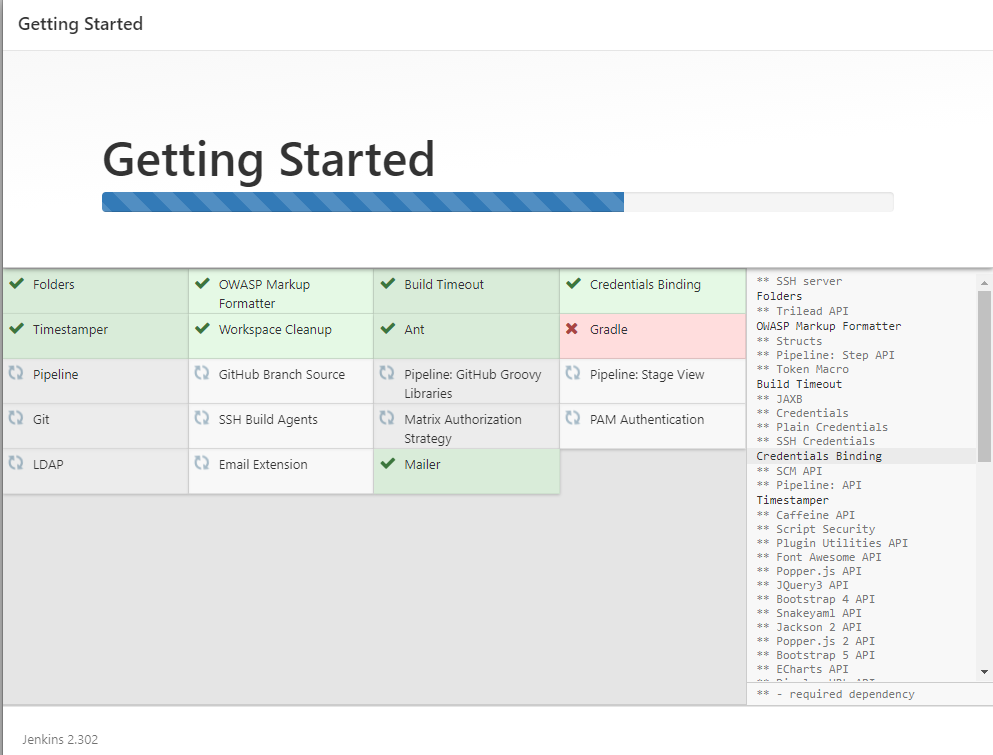 Getting Started
Getting Started
Folders
OWASP Markup
Formatter
Build Timeout
Credentials Binding
Timestamper
Workspace Cleanup
Ant
Gradle
Pipeline
GitHub Branch Source
Pipeline: GitHub Groovy
Libraries
Pipeline: Stage View
Git
SSH Build Agents
Matrix Authorization
Strategy
PAM Authentication
LDAP
Email Extension
Mailer
** SSH server
Folders
** Trilead API
OWASP Markup Formatter
** Structs
** Pipeline: Step API
** Token Macro
Build Timeout
** JAXB
** Credentials
** Plain Credentials
** SSH Credentials
Credentials Binding
** SCM API
** Pipeline: API
Timestamper
** Caffeine API
** Script Security
** Plugin Utilities API
** Font Awesome API
** Popper.js API
** JQuery3 API
** Bootstrap 4 API
** Snakeyaml API
** Jackson 2 API
** Popper.js 2 API
** Bootstrap 5 API
** ECharts API
** - required dependency
Jenkins 2.302